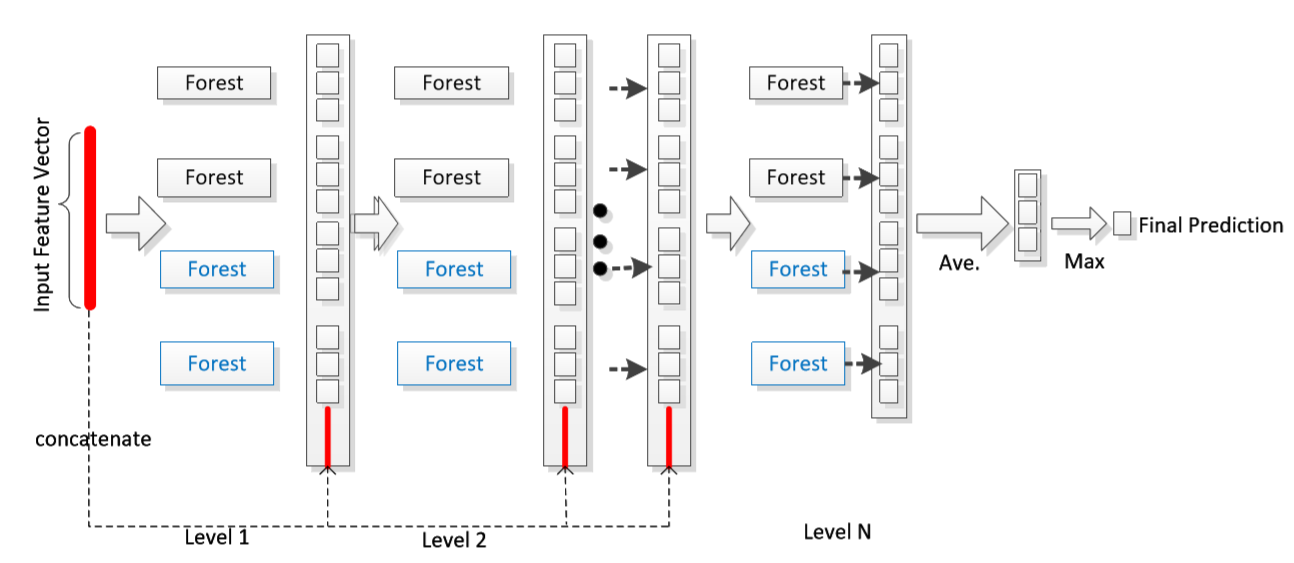 Input Feature Vector
Forest
Forest
Forest
Forest
concatenate
Level 1
Forest
Forest
Forest
Forest
Level 2
Forest
Forest
Forest
Forest
Level N
Ave.
Max
Final Prediction